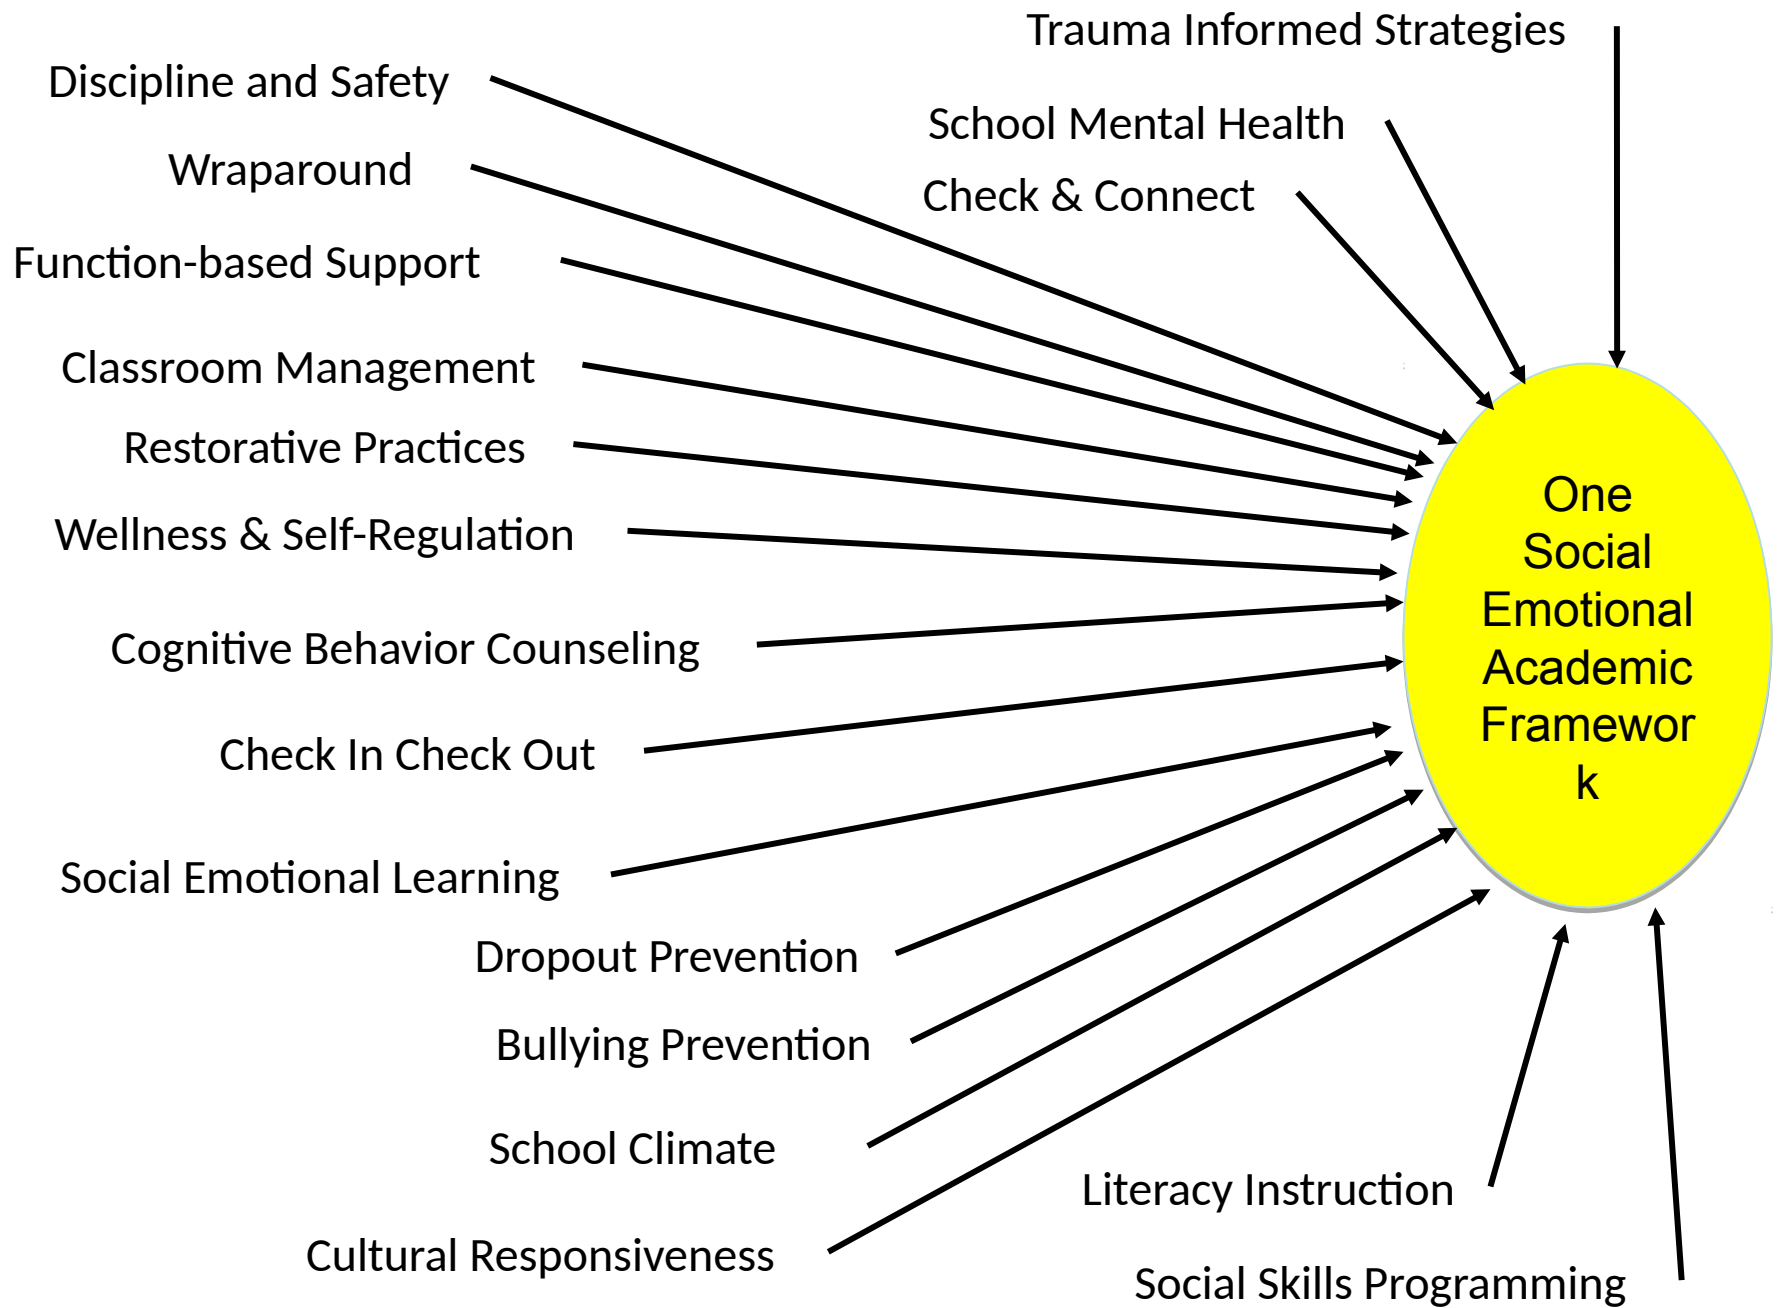 Trauma Informed Strategies
Discipline and Safety
School Mental Health
Wraparound
Check & Connect
Function-based Support
Classroom Management
Restorative Practices
Wellness & Self-Regulation
Cognitive Behavior Counseling
Check In Check Out
Social Emotional Learning
Dropout Prevention
Bullying Prevention
School Climate
Cultural Responsiveness
Literacy Instruction
Social Skills Programming
One
Social
Emotional
Academic
Framewor
k